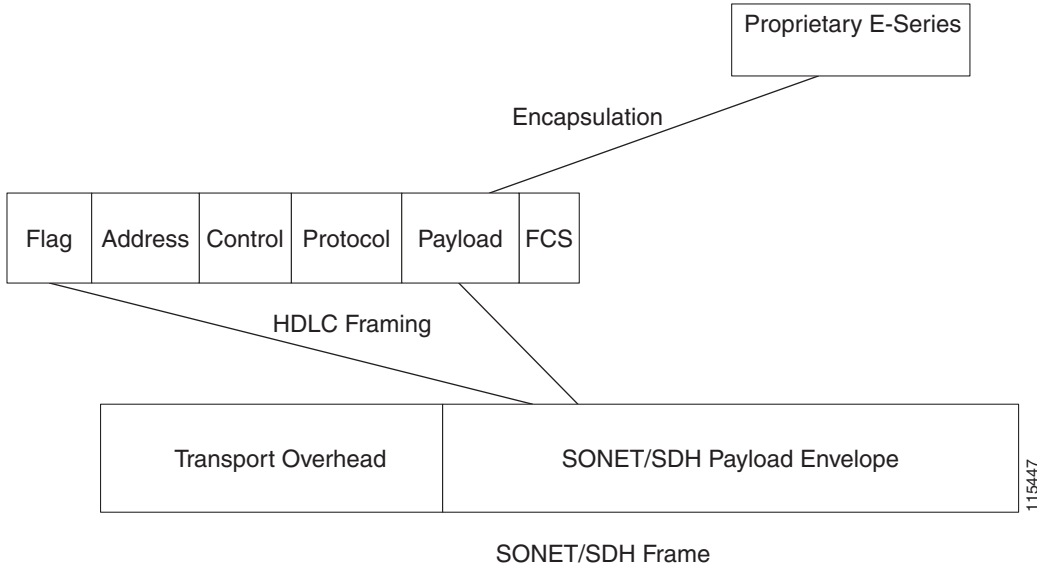 Proprietary E-Series
Encapsulation
Flag Address Control Protocol Payload FCS
HDLC Framing
Transport Overhead SONET/SDH Payload Envelope
115447
SONET/SDH Frame